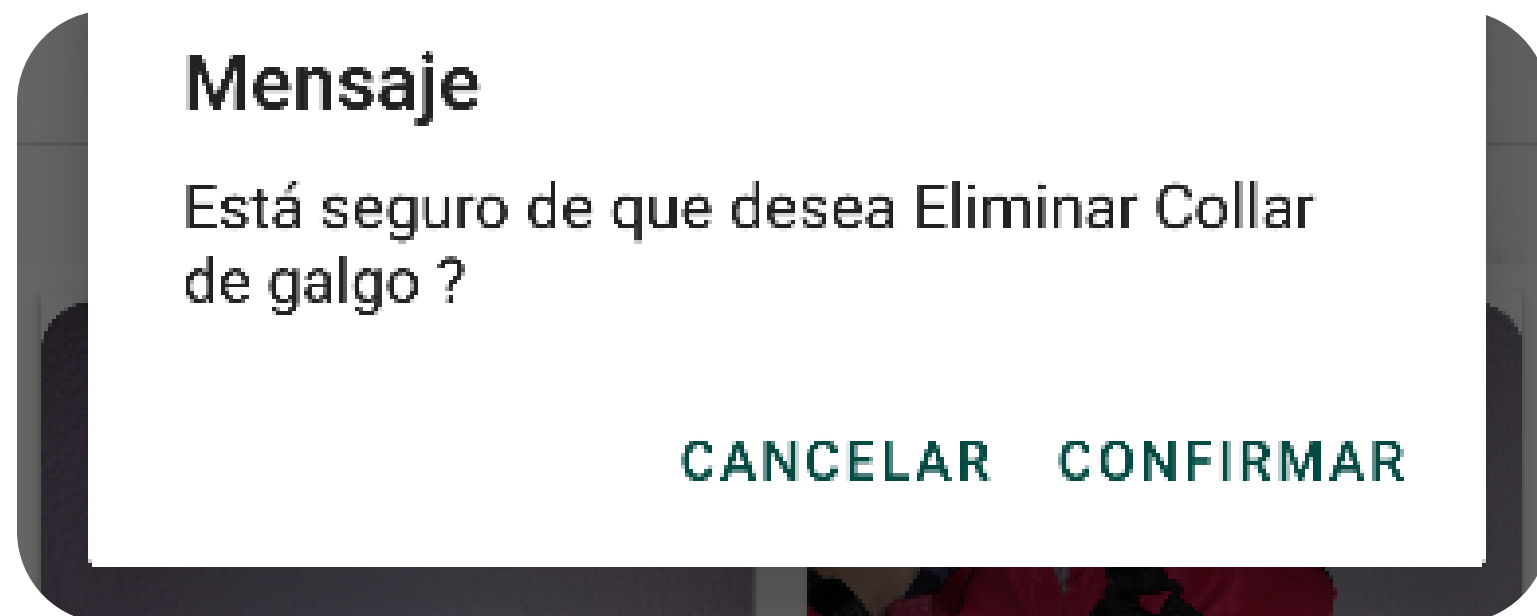 Mensaje
Está seguro de que desea Eliminar Collar
de galgo ?
CANCELAR CONFIRMAR